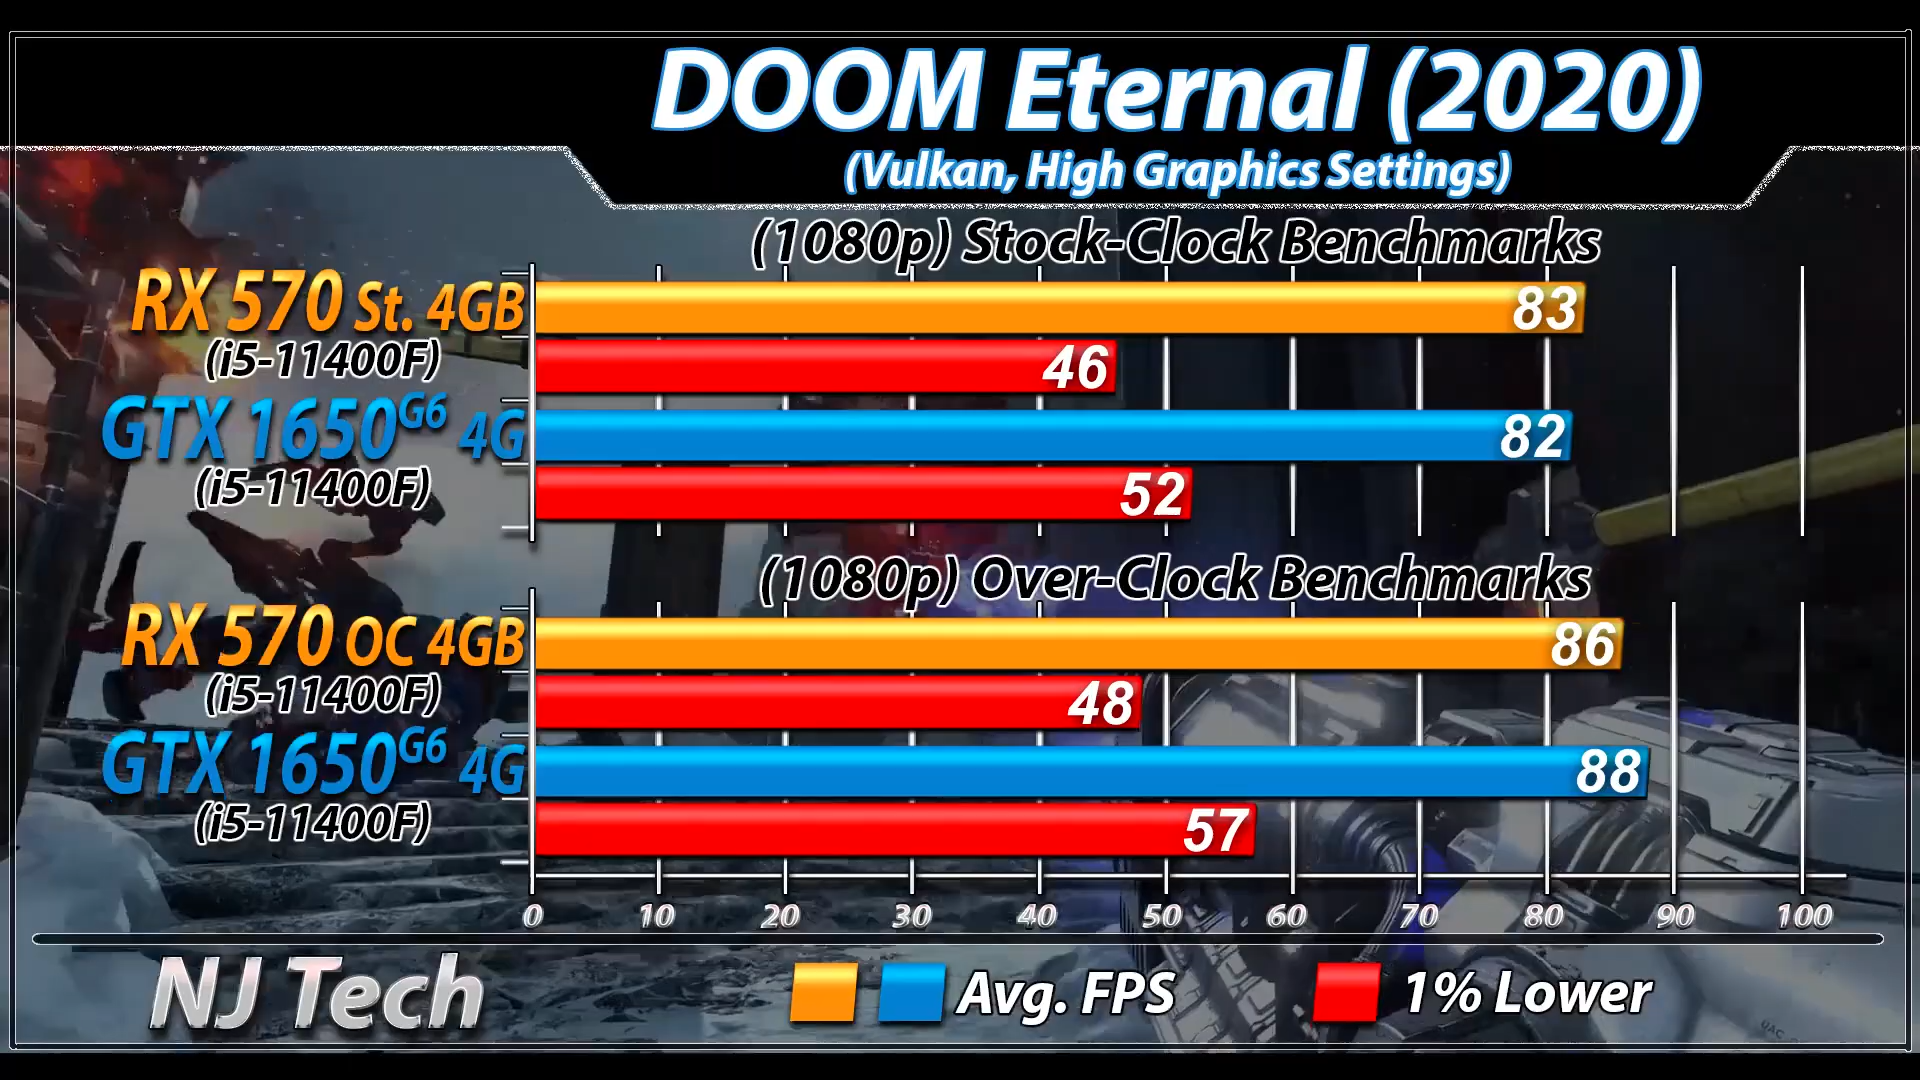 DOOM Eternal (2020)
(Vulkan, High Graphics Settings)
(1080p) Stock-Clock Benchmarks
RX 570 St. 4GB
83
(i5-11400F)
46
GTX 1650G6 4G
82
(i5-11400F)
52
(1080p) Over-Clock Benchmarks
RX 570 OC 4GB
86
(i5-11400F)
48
GTX 1650G6 4G
88
(i5-11400F)
57
0 10 20 30 40 50 60 70 80 90 100
NJ Tech
Avg. FPS
1% Lower
UAC